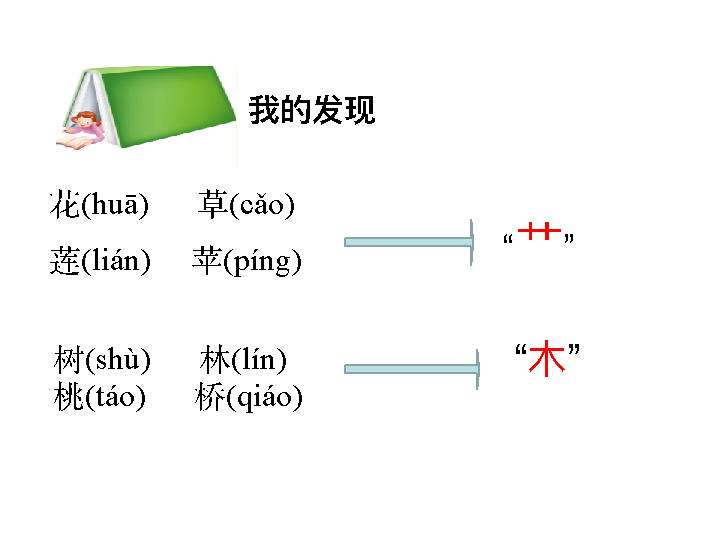 我的发现
花(huā) 草(cǎo)
莲(lián) 苹(píng)
“艹”
树(shù) 林(lín)
桃(táo) 桥(qiáo)
“木”